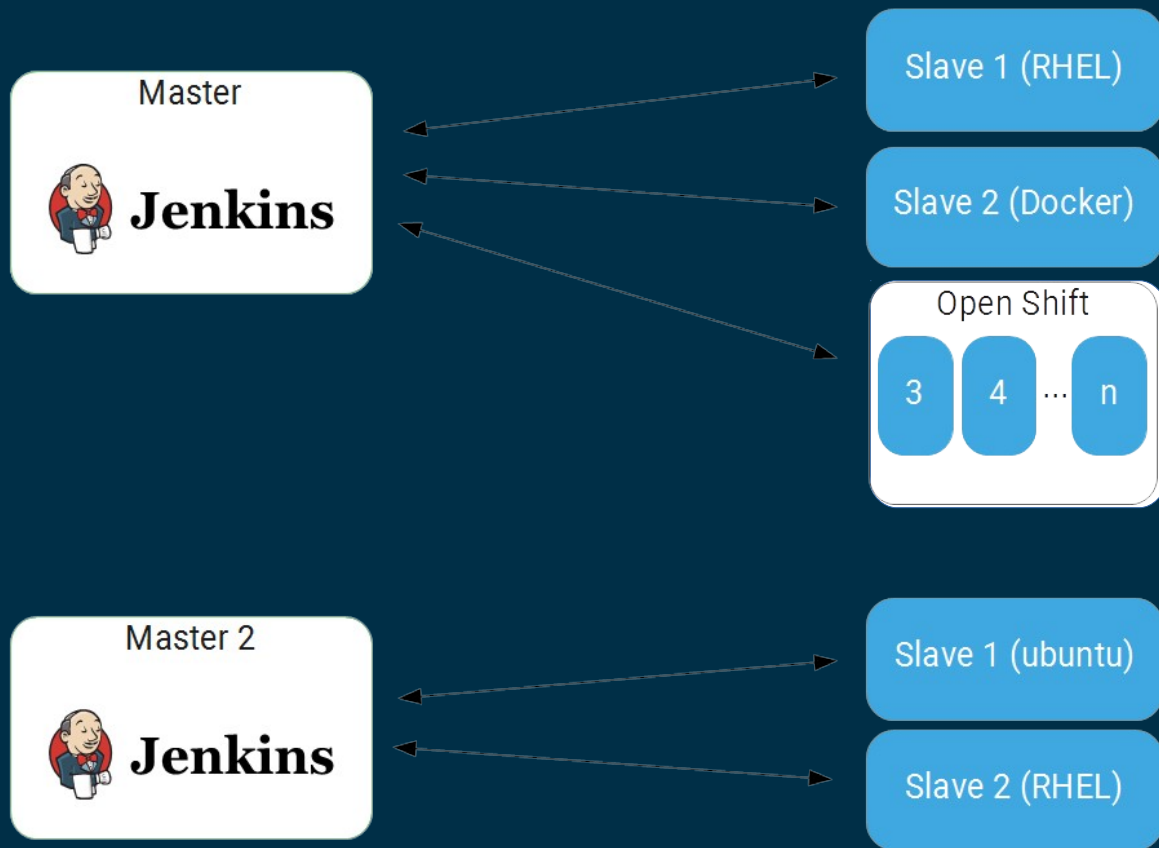 Master
Jenkins
Slave 1 (RHEL)
Slave 2 (Docker)
Open Shift
3 4 ... n
Master 2
Jenkins
Slave 1 (ubuntu)
Slave 2 (RHEL)